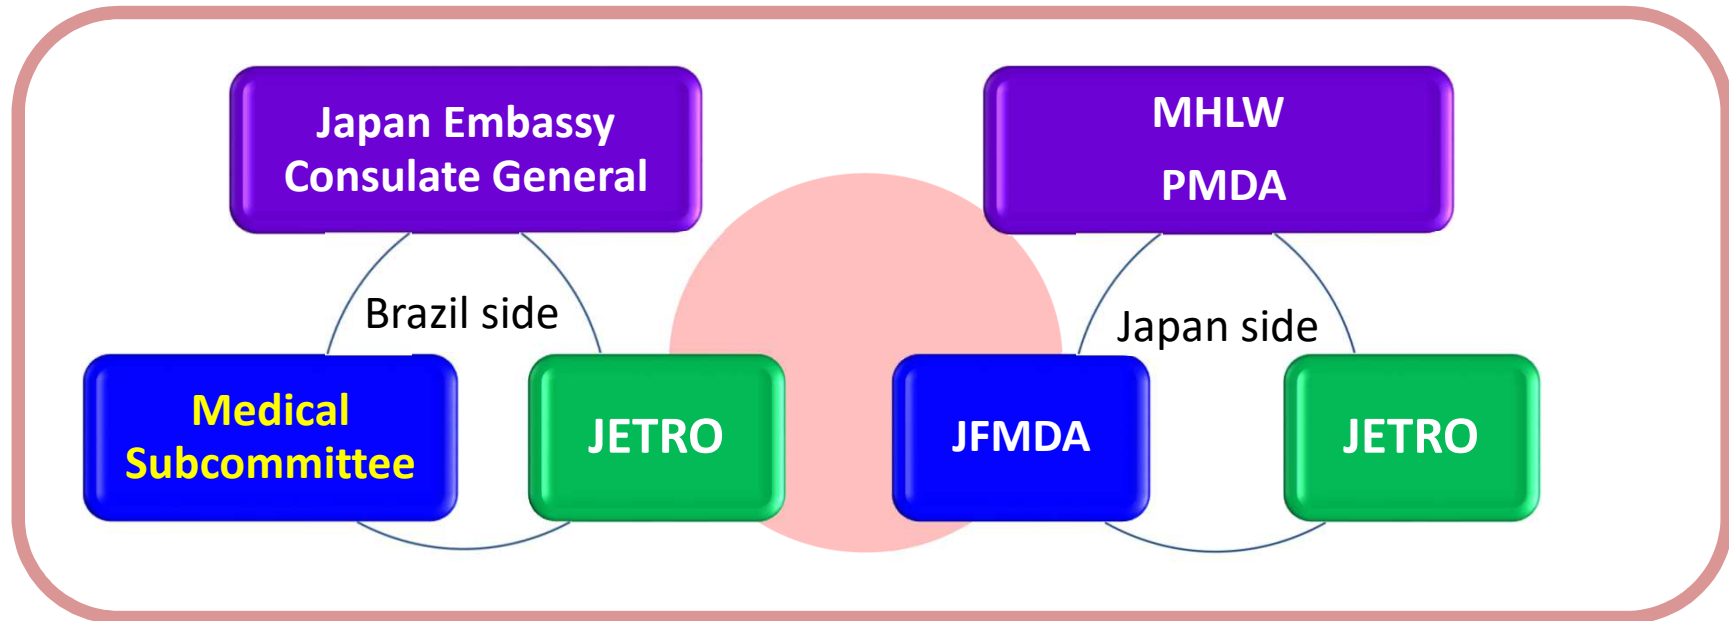 Japan Embassy
Consulate General
Brazil side
Medical
Subcommittee
JETRO
MHLW
PMDA
Japan side
JFMDA
JETRO